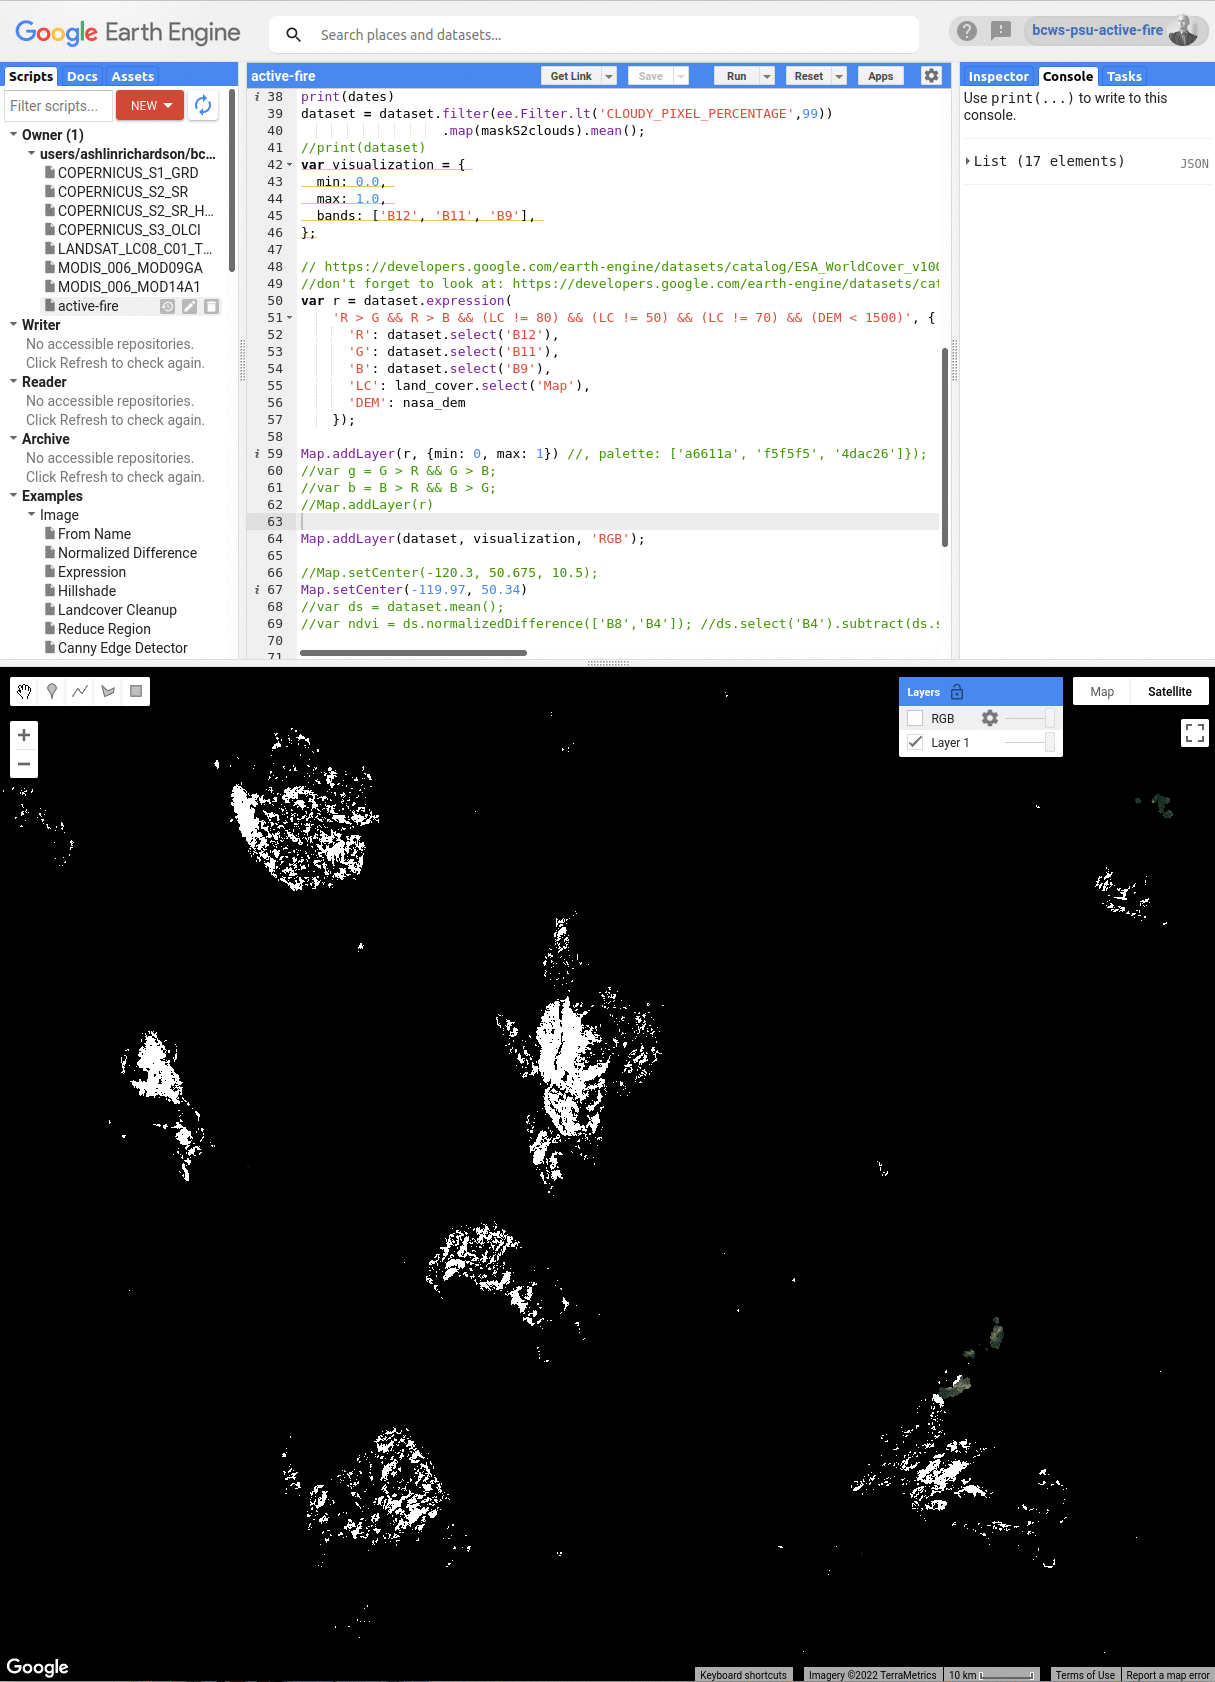 Google Earth Engine
Search places and datasets...
bcws-psu-active-fire
Scripts Docs Assets
Filter scripts...
NEW
Owner (1)
users/ashlinrichardson/bc...
COPERNICUS_S1_GRD
COPERNICUS_S2_SR
COPERNICUS_S2_SR_H...
COPERNICUS_S3_OLCI
LANDSAT_LC08_C01_T...
MODIS_006_MOD09GA
MODIS_006_MOD14A1
active-fire
Writer
No accessible repositories.
Click Refresh to check again.
Reader
No accessible repositories.
Click Refresh to check again.
Archive
No accessible repositories.
Click Refresh to check again.
Examples
Image
From Name
Normalized Difference
Expression
Hillshade
Landcover Cleanup
Reduce Region
Canny Edge Detector
active-fire
Get Link Save Run Reset Apps
i 38 print(dates)
39 dataset = dataset.filter(ee.Filter.lt('CLOUDY_PIXEL_PERCENTAGE',99))
40 .map(maskS2clouds).mean();
41 //print(dataset)
42 var visualization = {
43 min: 0.0,
44 max: 1.0,
45 bands: ['B12', 'B11', 'B9'],
46 };
47
48 // https://developers.google.com/earth-engine/datasets/catalog/ESA_WorldCover_v100
49 //don't forget to look at: https://developers.google.com/earth-engine/datasets/cat
50 var r = dataset.expression(
51 'R > G && R > B && (LC != 80) && (LC != 50) && (LC != 70) && (DEM < 1500)', {
52 'R': dataset.select('B12'),
53 'G': dataset.select('B11'),
54 'B': dataset.select('B9'),
55 'LC': land_cover.select('Map'),
56 'DEM': nasa_dem
57 });
58
i 59 Map.addLayer(r, {min: 0, max: 1}) //, palette: ['a6611a', 'f5f5f5', '4dac26']});
60 //var g = G > R && G > B;
61 //var b = B > R && B > G;
62 //Map.addLayer(r)
63
64 Map.addLayer(dataset, visualization, 'RGB');
65
66 //Map.setCenter(-120.3, 50.675, 10.5);
i 67 Map.setCenter(-119.97, 50.34)
68 //var ds = dataset.mean();
69 //var ndvi = ds.normalizedDifference(['B8','B4']); //ds.select('B4').subtract(ds.s
70
71
Inspector Console Tasks
Use print(...) to write to this
console.
List (17 elements) JSON
Layers
RGB
Layer 1
Map Satellite
Google
Keyboard shortcuts Imagery ©2022 TerraMetrics 10 km Terms of Use Report a map error